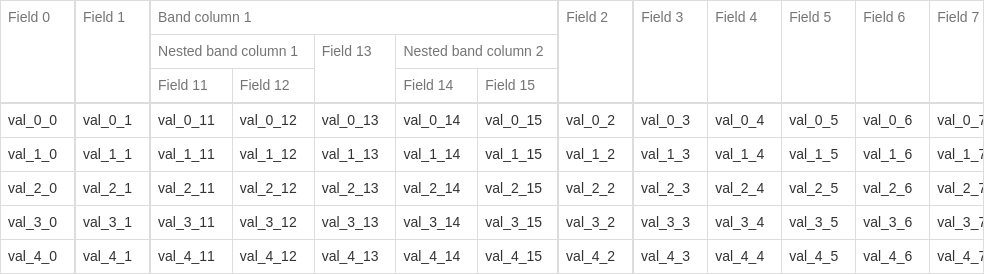 Field 0 Field 1 Band column 1 Field 2 Field 3 Field 4 Field 5 Field 6 Field 7
Nested band column 1 Field 13 Nested band column 2
Field 11 Field 12 Field 14 Field 15
val_0_0 val_0_1 val_0_11 val_0_12 val_0_13 val_0_14 val_0_15 val_0_2 val_0_3 val_0_4 val_0_5 val_0_6 val_0_7
val_1_0 val_1_1 val_1_11 val_1_12 val_1_13 val_1_14 val_1_15 val_1_2 val_1_3 val_1_4 val_1_5 val_1_6 val_1_7
val_2_0 val_2_1 val_2_11 val_2_12 val_2_13 val_2_14 val_2_15 val_2_2 val_2_3 val_2_4 val_2_5 val_2_6 val_2_7
val_3_0 val_3_1 val_3_11 val_3_12 val_3_13 val_3_14 val_3_15 val_3_2 val_3_3 val_3_4 val_3_5 val_3_6 val_3_7
val_4_0 val_4_1 val_4_11 val_4_12 val_4_13 val_4_14 val_4_15 val_4_2 val_4_3 val_4_4 val_4_5 val_4_6 val_4_7